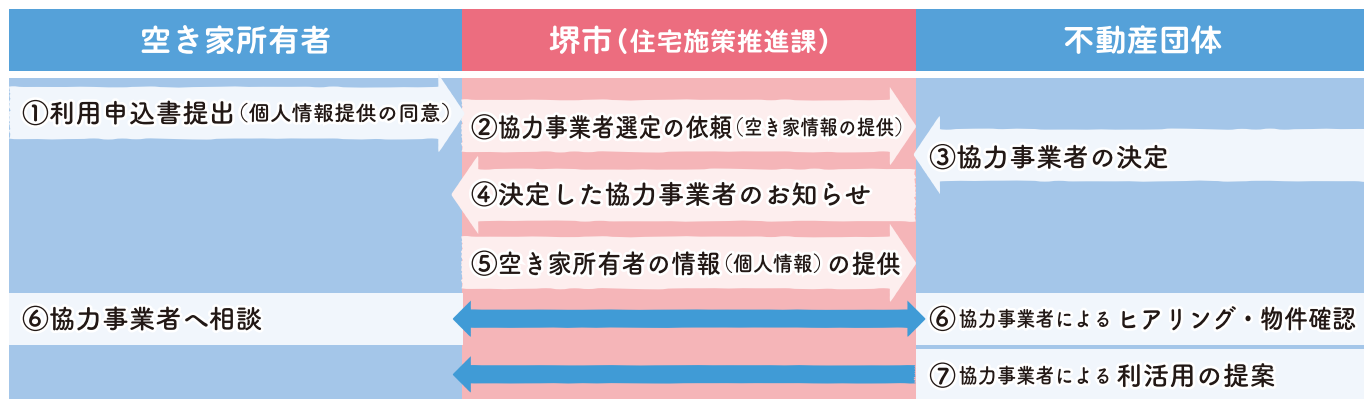 空き家所有者
堺市（住宅施策推進課）
不動産団体
①利用申込書提出（個人情報提供の同意）
②協力事業者選定の依頼（空き家情報の提供）
③協力事業者の決定
④決定した協力事業者のお知らせ
⑤空き家所有者の情報（個人情報）の提供
⑥協力事業者へ相談
⑥協力事業者によるヒアリング・物件確認
⑦協力事業者による利活用の提案